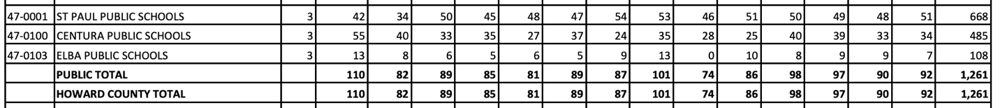 47-0001 ST PAUL PUBLIC SCHOOLS 3 42 34 50 45 48 47 54 53 46 51 50 49 48 51 668
47-0100 CENTURA PUBLIC SCHOOLS 3 55 40 33 35 27 37 24 35 28 25 40 39 33 34 485
47-0103 ELBA PUBLIC SCHOOLS 3 13 8 6 5 6 5 9 13 0 10 8 9 9 7 108
PUBLIC TOTAL 110 82 89 85 81 89 87 101 74 86 98 97 90 92 1,261
HOWARD COUNTY TOTAL 110 82 89 85 81 89 87 101 74 86 98 97 90 92 1,261